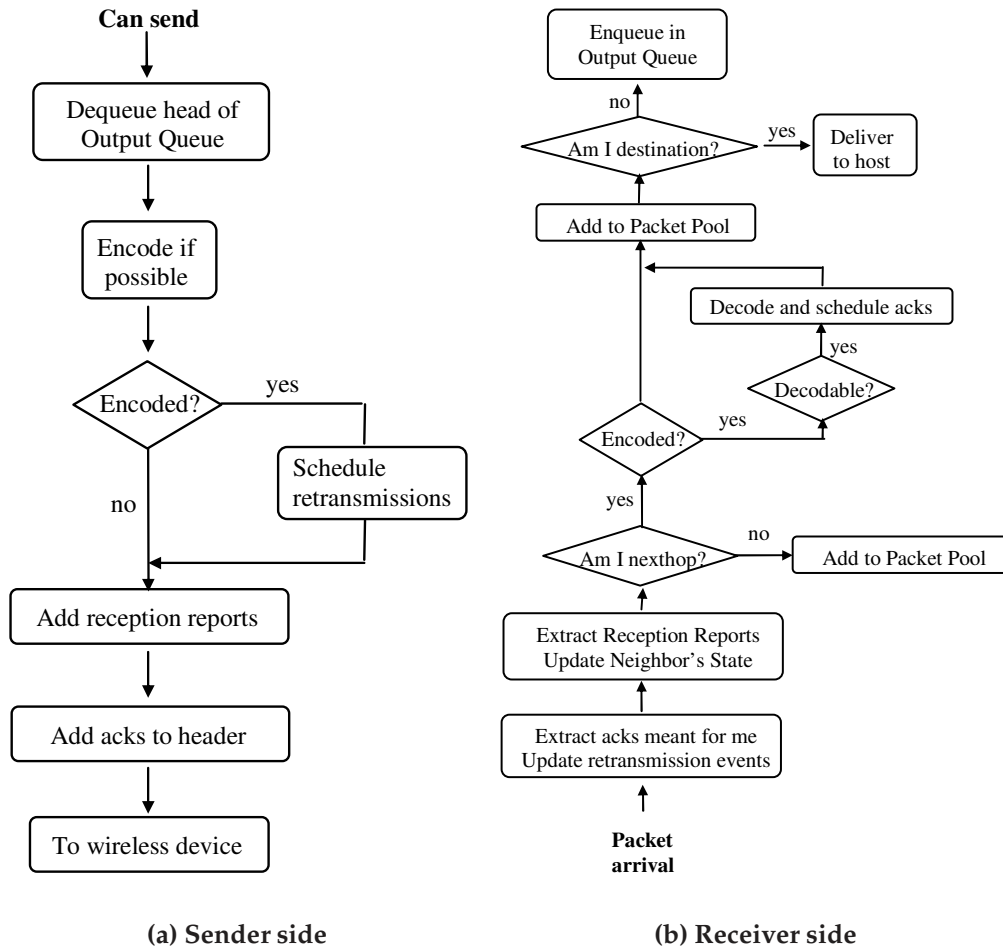 Can send
Dequeue head of
Output Queue
Encode if
possible
Encoded?
yes
no
Schedule
retransmissions
Add reception reports
Add acks to header
To wireless device
(a) Sender side
Enqueue in
Output Queue
no
Am I destination?
yes
Deliver
to host
Add to Packet Pool
Decode and schedule acks
yes
Decodable?
Encoded?
yes
yes
Am I nexthop?
no
Add to Packet Pool
Extract Reception Reports
Update Neighbor's State
Extract acks meant for me
Update retransmission events
Packet
arrival
(b) Receiver side